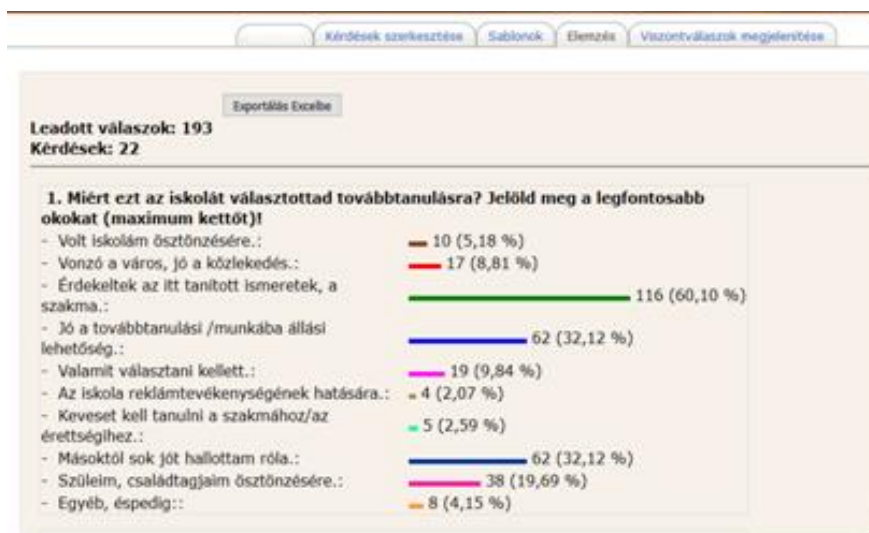 Kérdések szerkesztése Sablonok Elemzés Viszontválaszok megjelenítése
Exportálás Excelbe
Leadott válaszok: 193
Kérdések: 22
1. Miért ezt az iskolát választottad továbbtanulásra? Jelöld meg a legfontosabb
okokat (maximum kettőt)!
- Volt iskolám ösztönzésére.: 10 (5,18 %)
- Vonzó a város, jó a közlekedés.: 17 (8,81 %)
- Érdekeltek az itt tanított ismeretek, a
szakma.: 116 (60,10 %)
- Jó a továbbtanulási /munkába állási
lehetőség.: 62 (32,12 %)
- Valamit választani kellett.: 19 (9,84 %)
- Az iskola reklámtevékenységének hatására.: 4 (2,07 %)
- Keveset kell tanulni a szakmához/az
érettségihez.: 5 (2,59 %)
- Másoktól sok jót hallottam róla.: 62 (32,12 %)
- Szüleim, családtagjaim ösztönzésére.: 38 (19,69 %)
- Egyéb, éspedig:: 8 (4,15 %)